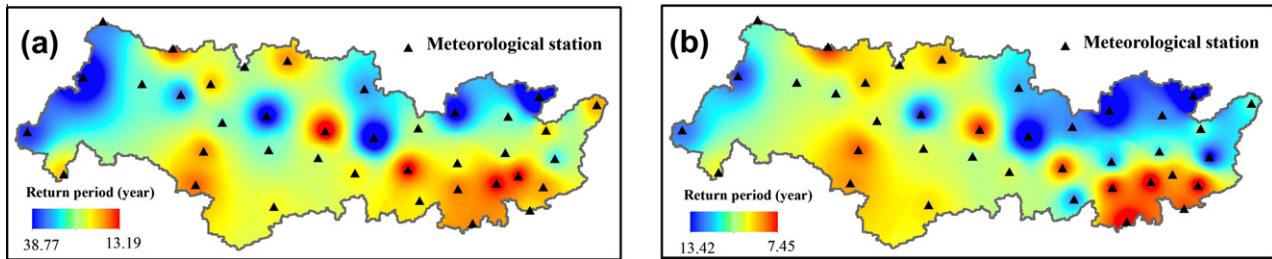 (a)
Meteorological station
Return period (year)
38.77 13.19
(b)
Meteorological station
Return period (year)
13.42 7.45